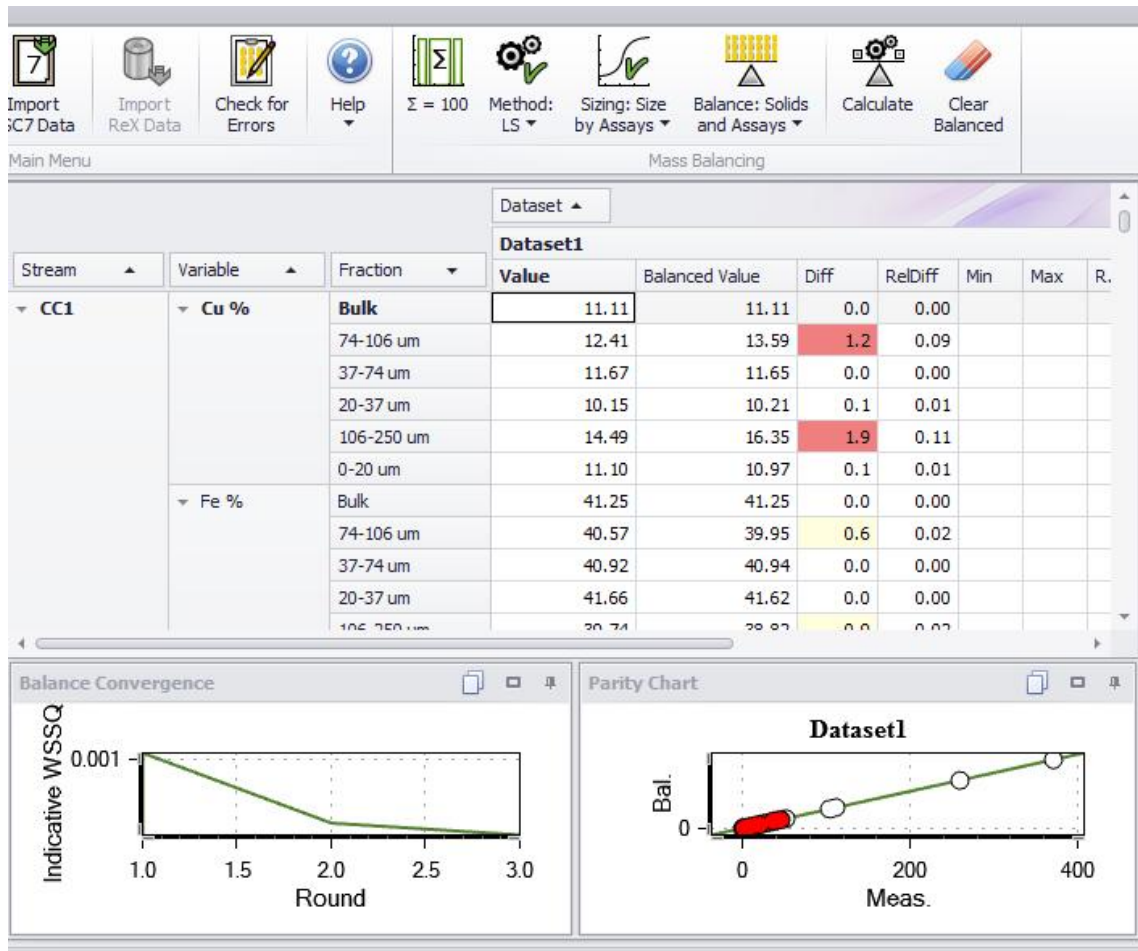 Import SC7 Data
Import ReX Data
Check for Errors
Help
Σ = 100
Method: LS
Sizing: Size by Assays
Balance: Solids and Assays
Calculate
Clear Balanced
Main Menu
Mass Balancing
Dataset
Dataset1
Stream Variable Fraction Value Balanced Value Diff RelDiff Min Max R.
CC1 Cu % Bulk 11.11 11.11 0.0 0.00
74-106 um 12.41 13.59 1.2 0.09
37-74 um 11.67 11.65 0.0 0.00
20-37 um 10.15 10.21 0.1 0.01
106-250 um 14.49 16.35 1.9 0.11
0-20 um 11.10 10.97 0.1 0.01
Fe % Bulk 41.25 41.25 0.0 0.00
74-106 um 40.57 39.95 0.6 0.02
37-74 um 40.92 40.94 0.0 0.00
20-37 um 41.66 41.62 0.0 0.00
106-250 um
Balance Convergence
Indicative WSSQ
0.001
1.0 1.5 2.0 2.5 3.0
Round
Parity Chart
Dataset1
Bal.
0
0 200 400
Meas.